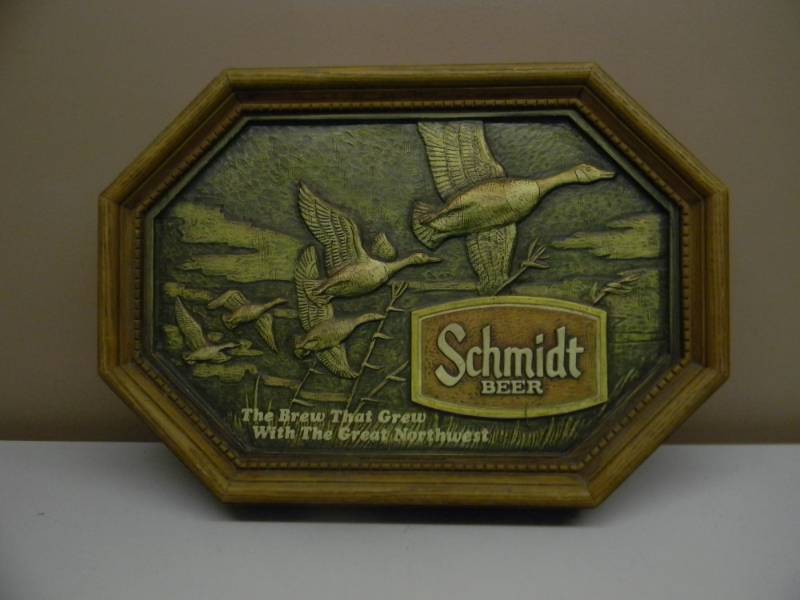 Schmidt
BEER
The Brew That Grew
With The Great Northwest